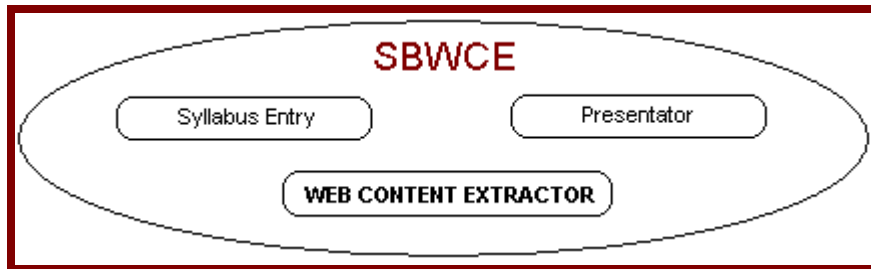 SBWCE
Syllabus Entry
Presentator
WEB CONTENT EXTRACTOR